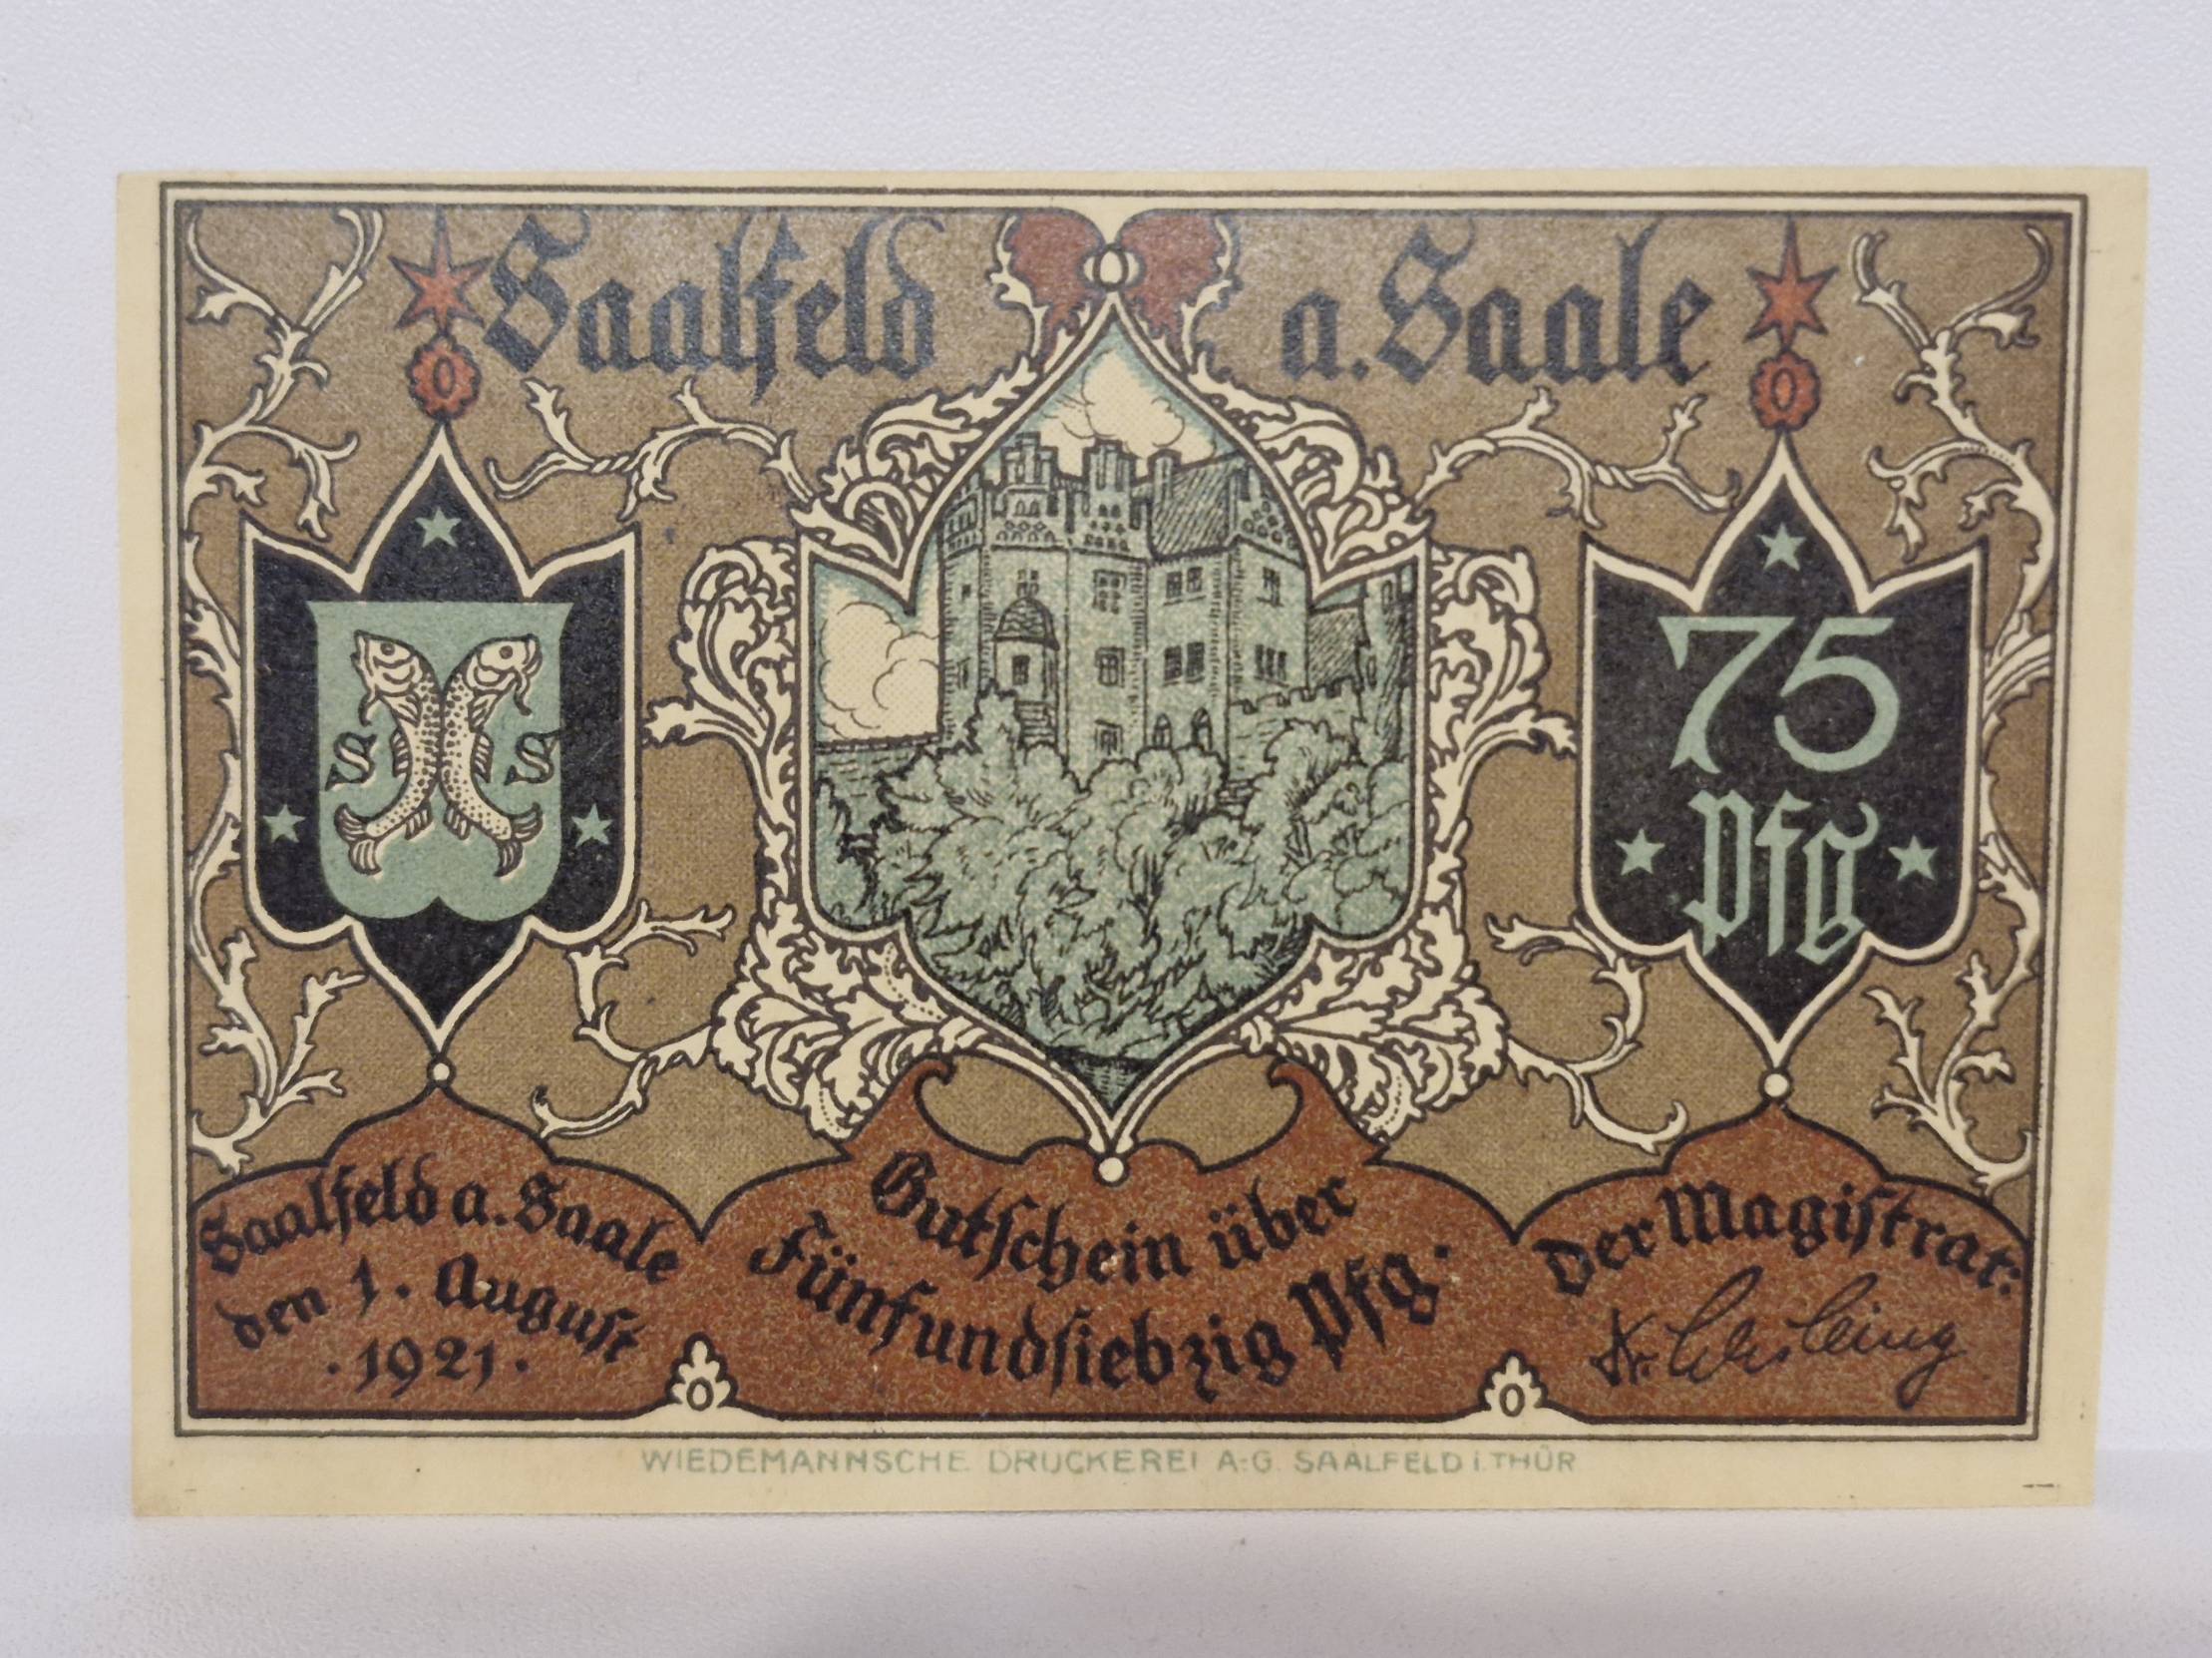 Saalfeld a. Saale
S S
75
Pfg
Saalfeld a. Saale
den 1. August
· 1921 ·
Gutschein über
Fünfundsiebzig Pfg.
Der Magistrat:
Dr.
WIEDEMANNSCHE DRUCKEREI A-G. SAALFELD i. THÜR